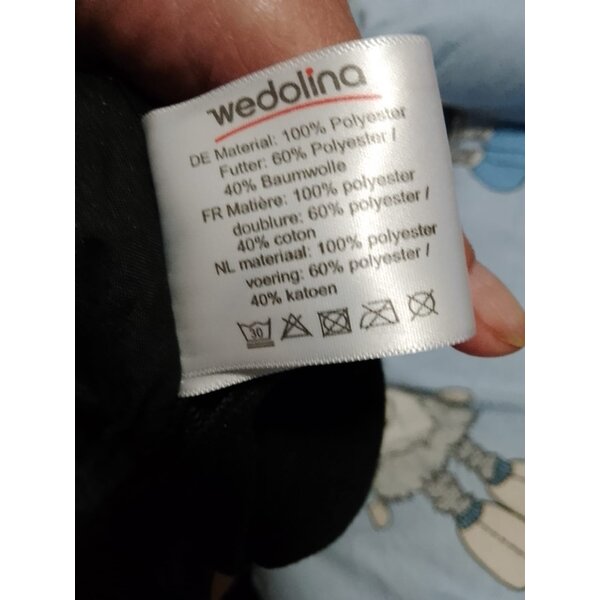 wedolina
DE Material: 100% Polyester
Futter: 60% Polyester /
40% Baumwolle
FR Matière: 100% polyester
doublure: 60% polyester /
40% coton
NL materiaal: 100% polyester
voering: 60% polyester /
40% katoen
30